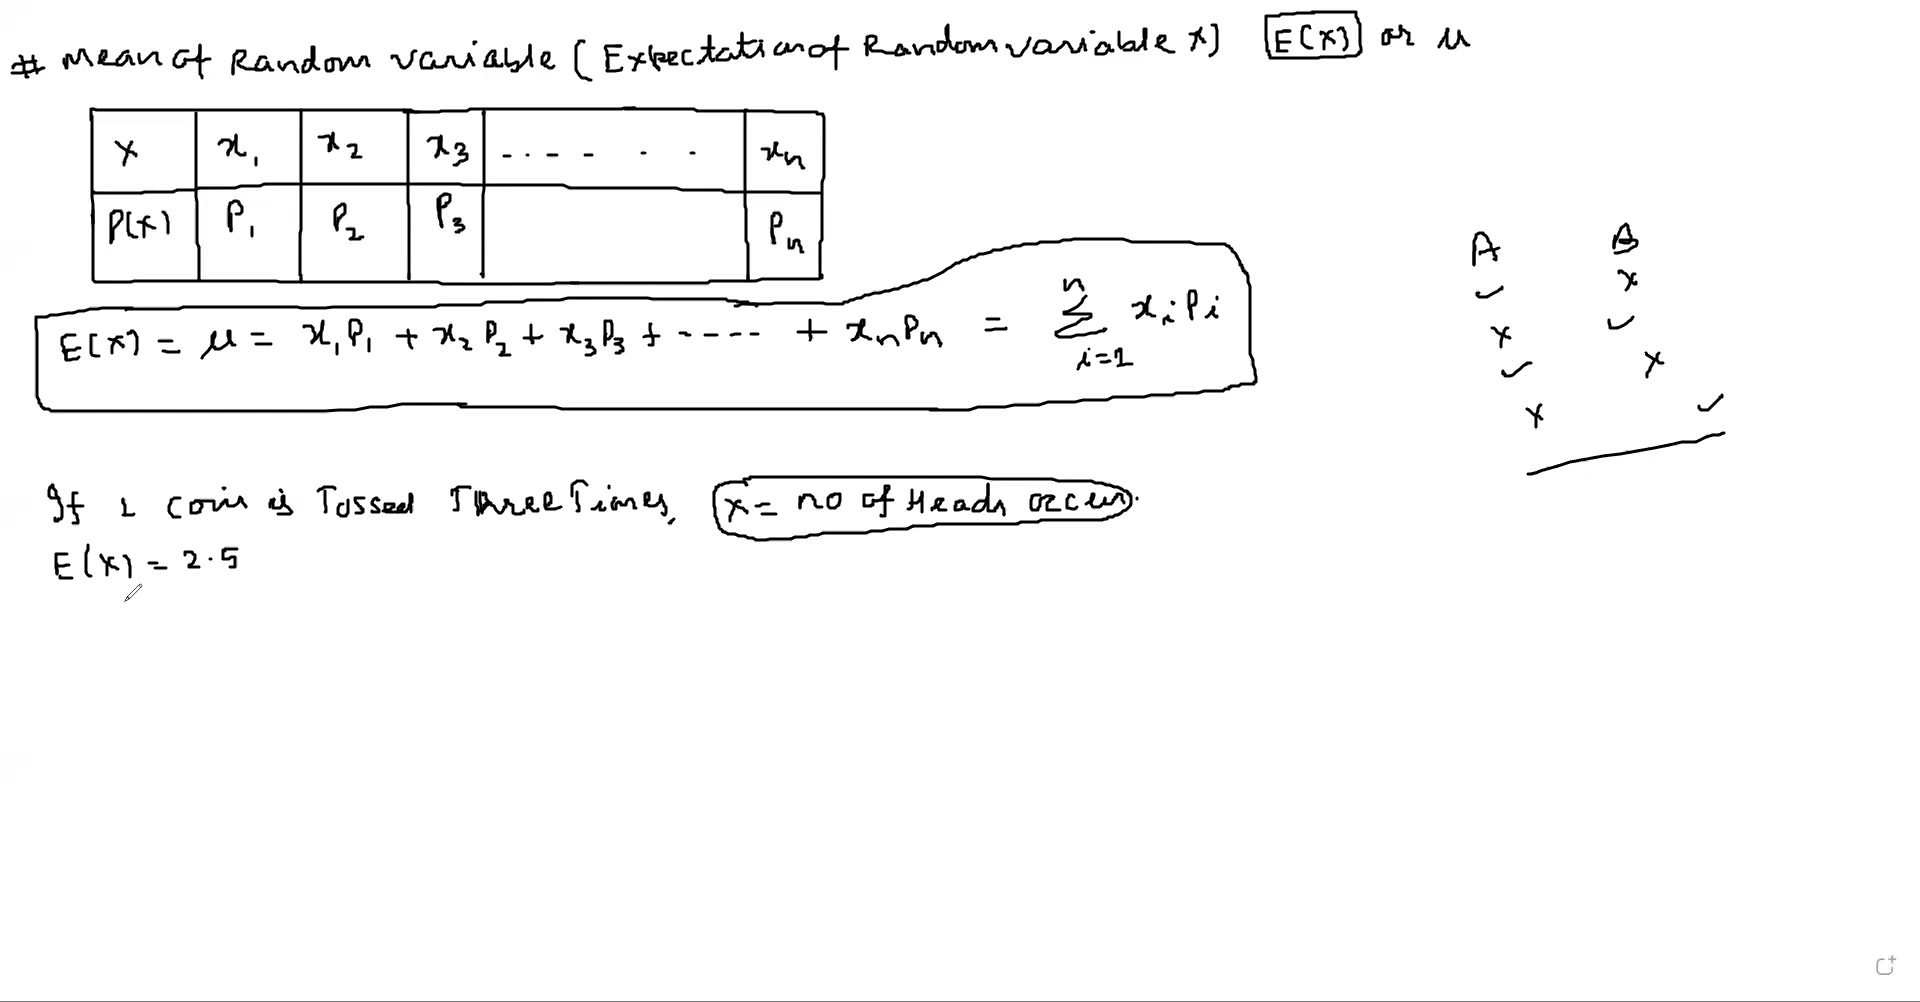 # Mean of Random variable (Expectation of Random variable X) E(X) or μ
X x₁ x₂ x₃ ....... xₙ
P(X) P₁ P₂ P₃ Pₙ
E(X) = μ = x₁P₁ + x₂P₂ + x₃P₃ + ---- + xₙPₙ = Σ xᵢPᵢ
n
i=1
A B
✓ x
x ✓
✓ x
x ✓
If 1 coin is Tossed Three Times, X = no of Heads occur.
E(X) = 2.5